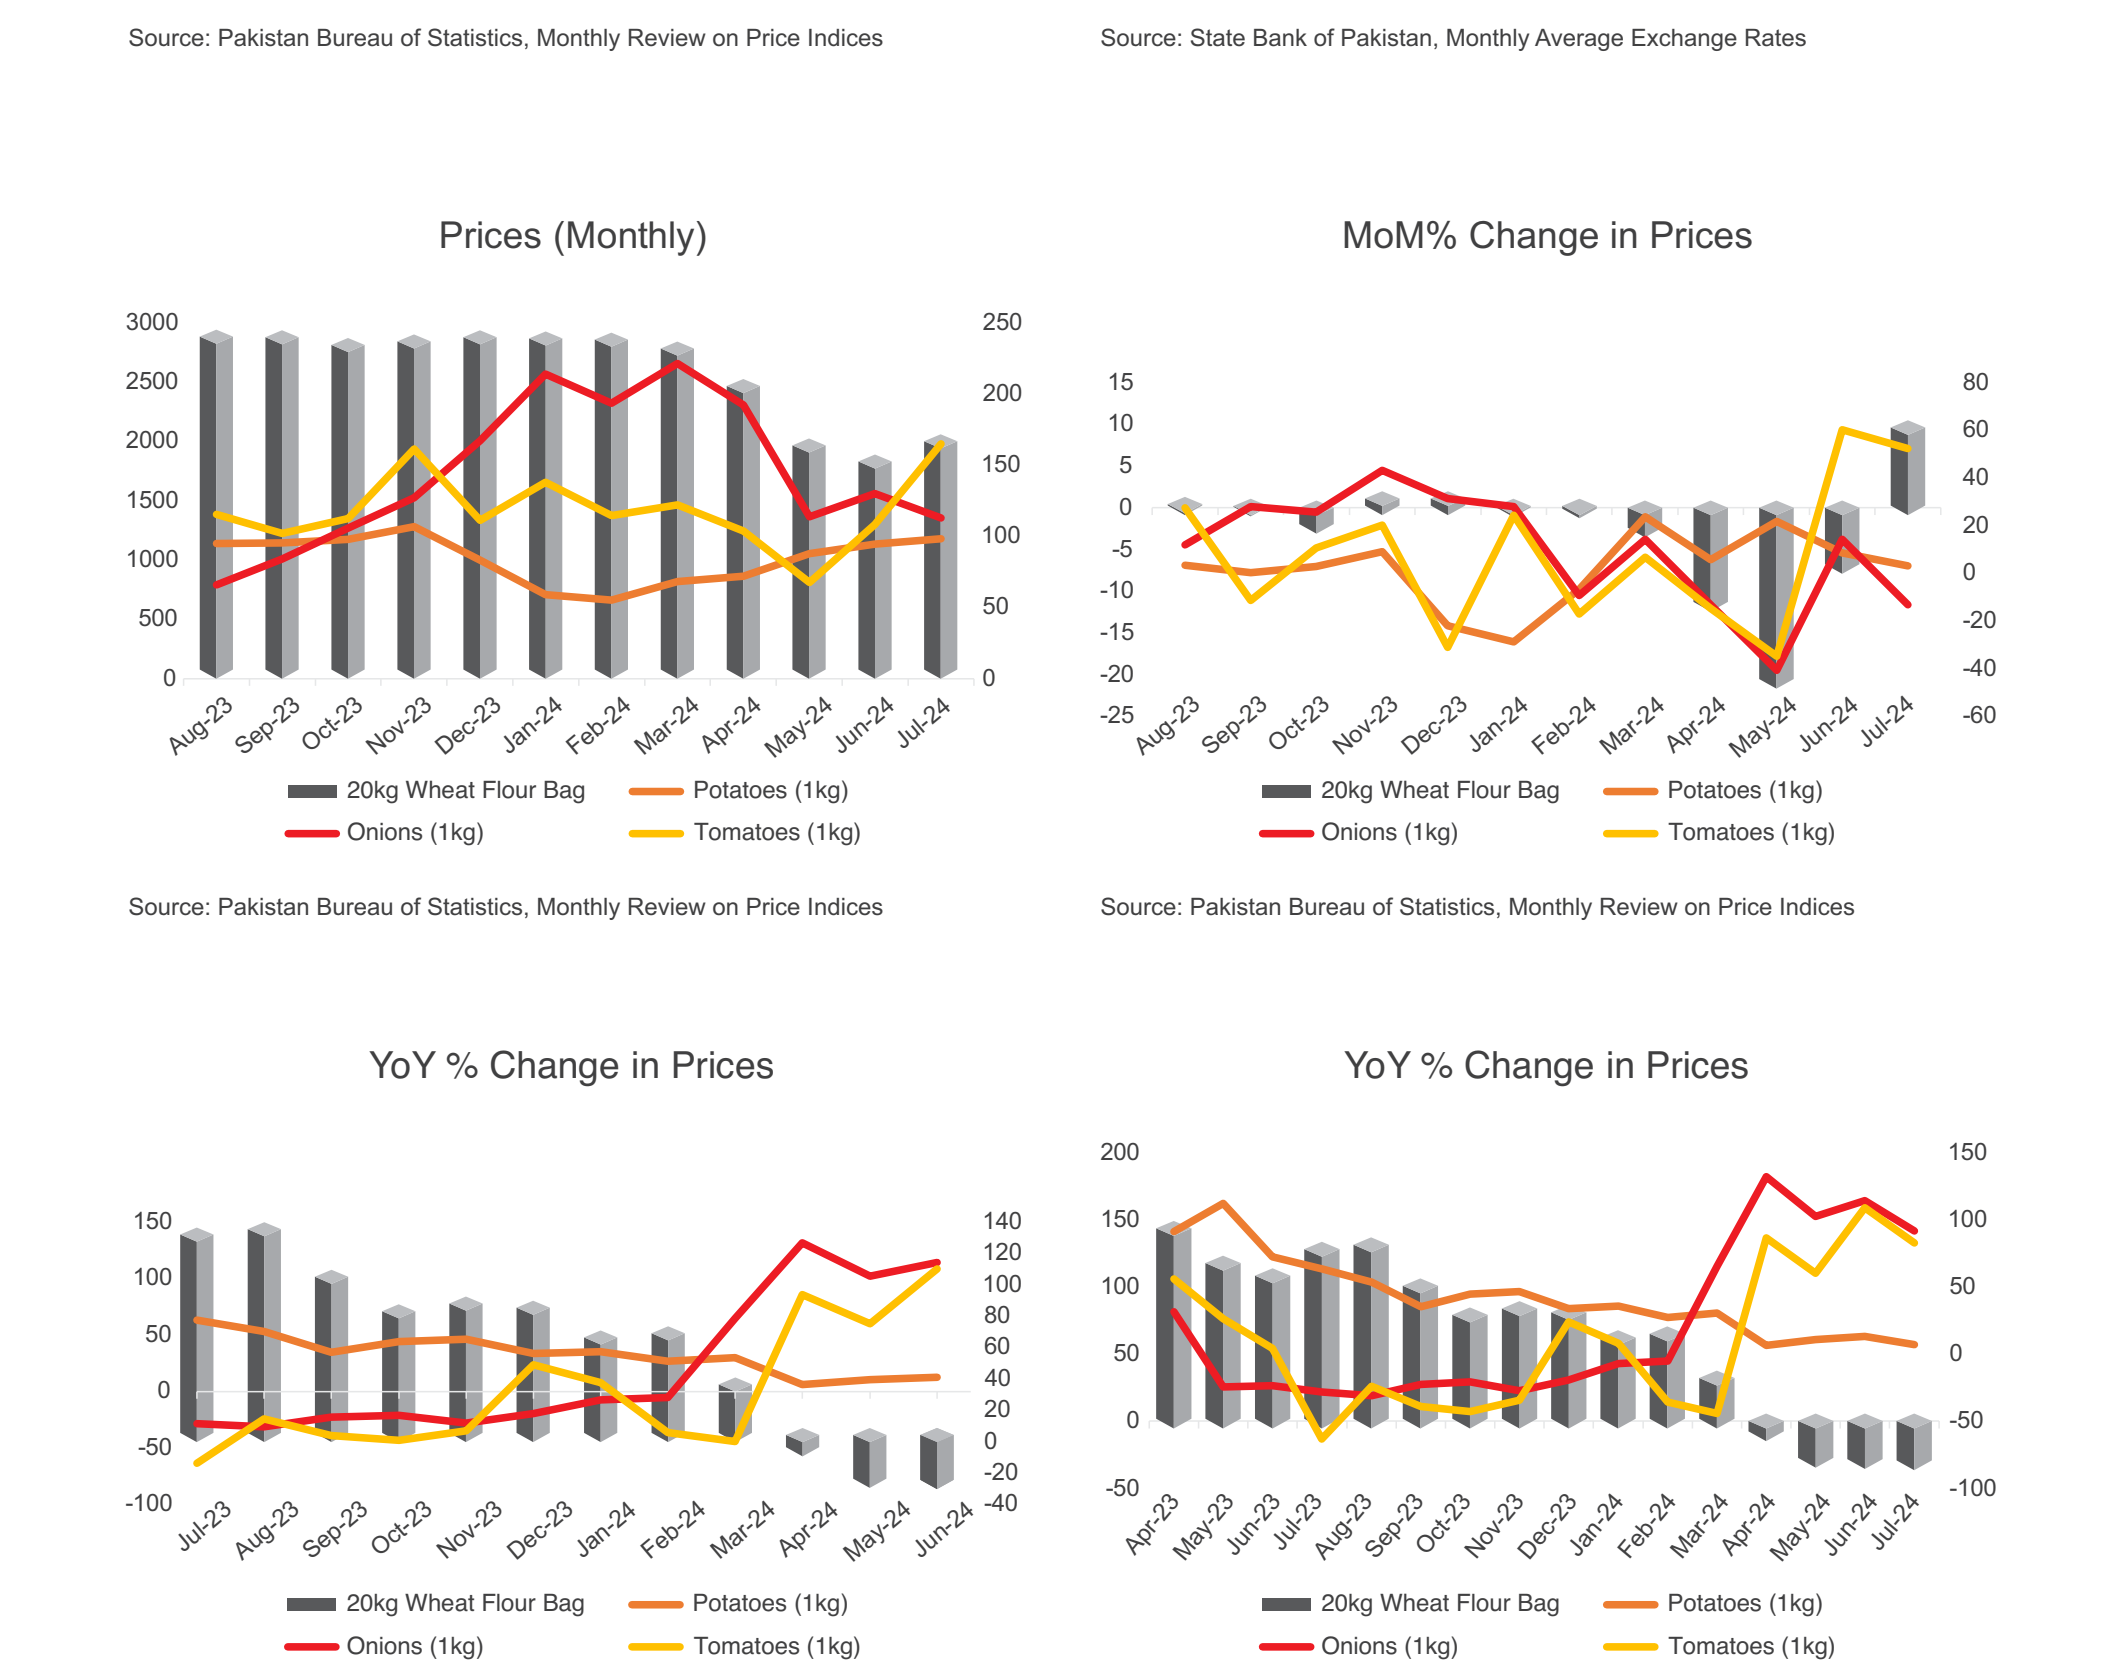 Source: Pakistan Bureau of Statistics, Monthly Review on Price Indices
Source: State Bank of Pakistan, Monthly Average Exchange Rates
Prices (Monthly)
3000
2500
2000
1500
1000
500
0
250
200
150
100
50
0
Aug-23
Sep-23
Oct-23
Nov-23
Dec-23
Jan-24
Feb-24
Mar-24
Apr-24
May-24
Jun-24
Jul-24
20kg Wheat Flour Bag
Potatoes (1kg)
Onions (1kg)
Tomatoes (1kg)
MoM% Change in Prices
15
10
5
0
-5
-10
-15
-20
-25
80
60
40
20
0
-20
-40
-60
Aug-23
Sep-23
Oct-23
Nov-23
Dec-23
Jan-24
Feb-24
Mar-24
Apr-24
May-24
Jun-24
Jul-24
20kg Wheat Flour Bag
Potatoes (1kg)
Onions (1kg)
Tomatoes (1kg)
Source: Pakistan Bureau of Statistics, Monthly Review on Price Indices
Source: Pakistan Bureau of Statistics, Monthly Review on Price Indices
YoY % Change in Prices
150
100
50
0
-50
-100
140
120
100
80
60
40
20
0
-20
-40
Jul-23
Aug-23
Sep-23
Oct-23
Nov-23
Dec-23
Jan-24
Feb-24
Mar-24
Apr-24
May-24
Jun-24
20kg Wheat Flour Bag
Potatoes (1kg)
Onions (1kg)
Tomatoes (1kg)
YoY % Change in Prices
200
150
100
50
0
-50
150
100
50
0
-50
-100
Apr-23
May-23
Jun-23
Jul-23
Aug-23
Sep-23
Oct-23
Nov-23
Dec-23
Jan-24
Feb-24
Mar-24
Apr-24
May-24
Jun-24
Jul-24
20kg Wheat Flour Bag
Potatoes (1kg)
Onions (1kg)
Tomatoes (1kg)